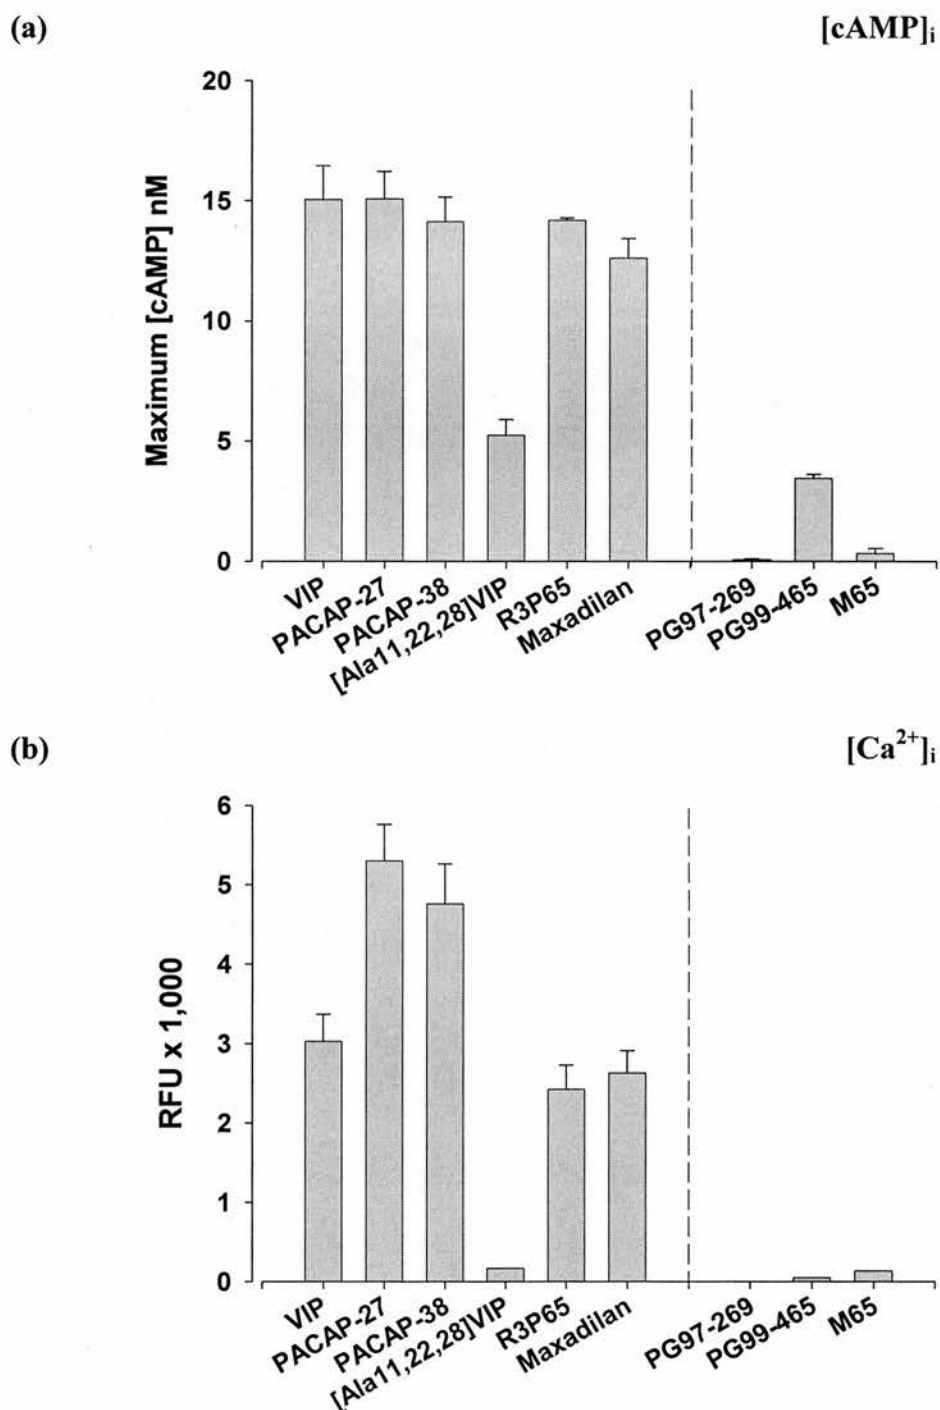 (a)
[cAMP]i
Maximum [cAMP] nM
20
15
10
5
0
VIP
PACAP-27
PACAP-38
[Ala11,22,28]VIP
R3P65
Maxadilan
PG97-269
PG99-465
M65
(b)
[Ca2+]i
RFU x 1,000
6
5
4
3
2
1
0
VIP
PACAP-27
PACAP-38
[Ala11,22,28]VIP
R3P65
Maxadilan
PG97-269
PG99-465
M65